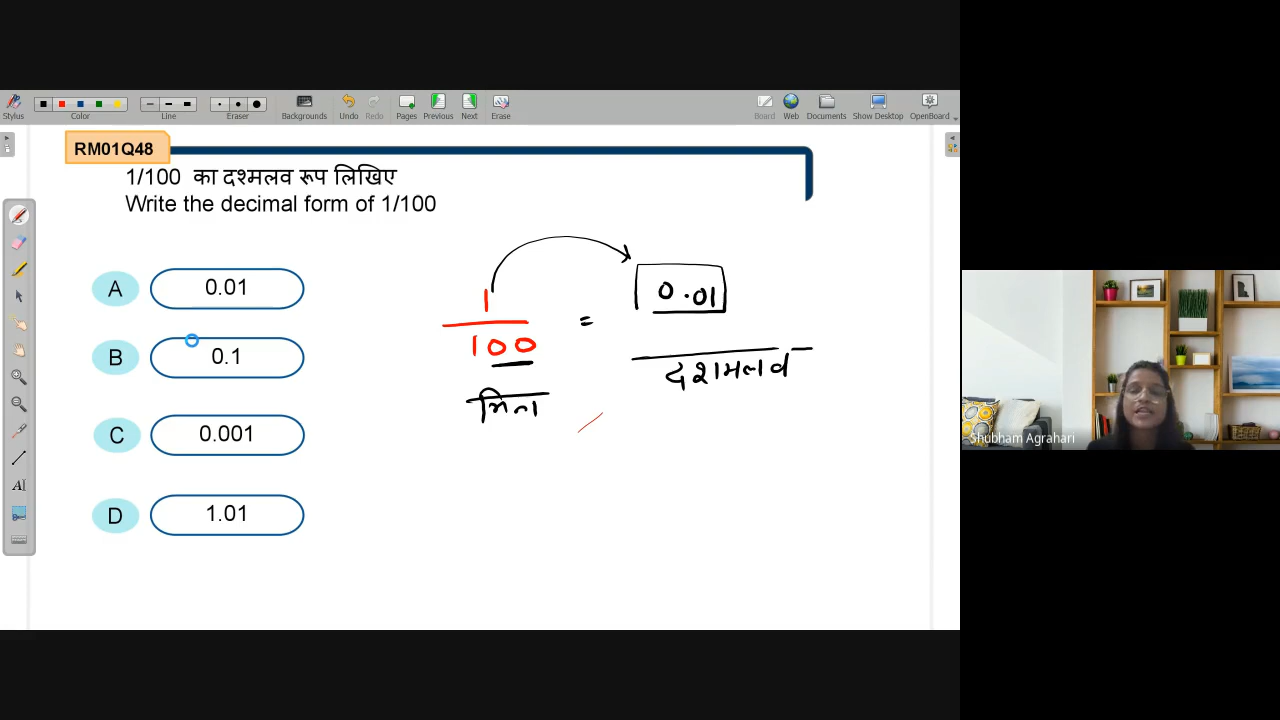 Stylus
Color
Line
Eraser
Backgrounds
Undo
Redo
Pages
Previous
Next
Erase
Board
Web
Documents
Show Desktop
OpenBoard
RM01Q48
1/100 का दश्मलव रूप लिखिए
Write the decimal form of 1/100
A 0.01
B 0.1
C 0.001
D 1.01
1
100
=
0.01
भिन्न
दशमलव
Shubham Agrahari